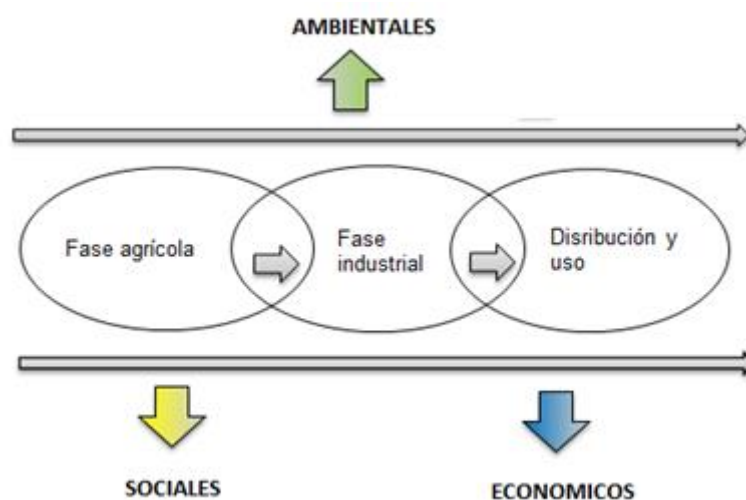 AMBIENTALES
Fase agrícola
Fase
industrial
Disribución y
uso
SOCIALES
ECONOMICOS